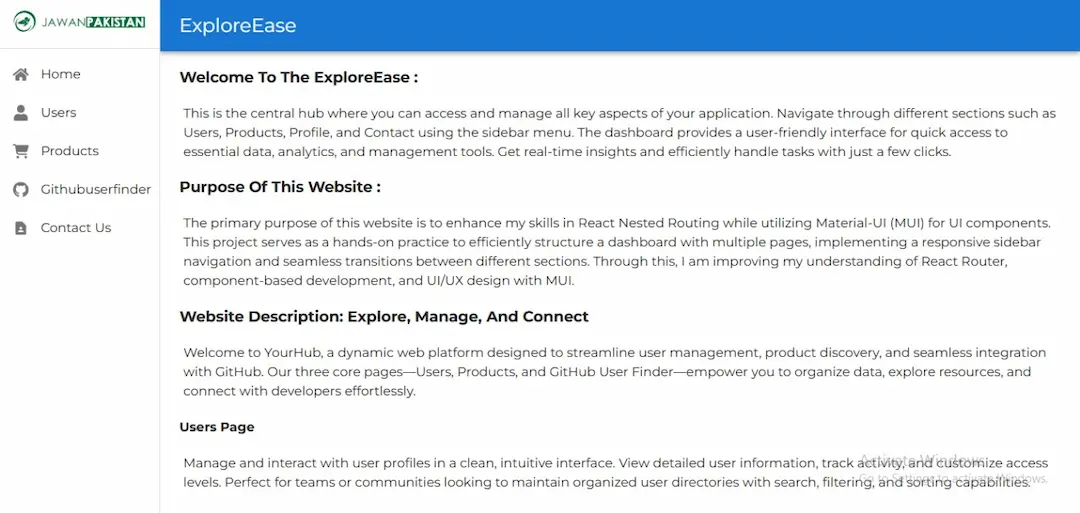 JAWANPAKISTAN
ExploreEase
Home
Users
Products
Githubuserfinder
Contact Us
Welcome To The ExploreEase :
This is the central hub where you can access and manage all key aspects of your application. Navigate through different sections such as
Users, Products, Profile, and Contact using the sidebar menu. The dashboard provides a user-friendly interface for quick access to
essential data, analytics, and management tools. Get real-time insights and efficiently handle tasks with just a few clicks.
Purpose Of This Website :
The primary purpose of this website is to enhance my skills in React Nested Routing while utilizing Material-UI (MUI) for UI components.
This project serves as a hands-on practice to efficiently structure a dashboard with multiple pages, implementing a responsive sidebar
navigation and seamless transitions between different sections. Through this, I am improving my understanding of React Router,
component-based development, and UI/UX design with MUI.
Website Description: Explore, Manage, And Connect
Welcome to YourHub, a dynamic web platform designed to streamline user management, product discovery, and seamless integration
with GitHub. Our three core pages—Users, Products, and GitHub User Finder—empower you to organize data, explore resources, and
connect with developers effortlessly.
Users Page
Manage and interact with user profiles in a clean, intuitive interface. View detailed user information, track activity, and customize access
levels. Perfect for teams or communities looking to maintain organized user directories with search, filtering, and sorting capabilities.
Activate Windows
Go to Settings to activate Windows.